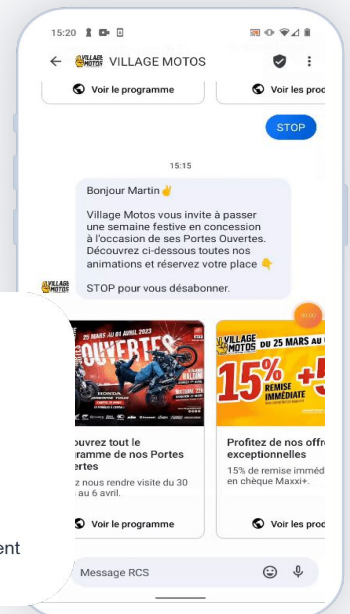 15:20
VILLAGE MOTOS
Voir le programme
Voir les proc
STOP
15:15
Bonjour Martin ✌
Village Motos vous invite à passer
une semaine festive en concession
à l'occasion de ses Portes Ouvertes.
Découvrez ci-dessous toutes nos
animations et réservez votre place 👇
STOP pour vous désabonner.
VILLAGE
MOTOS
25 MARS AU 01 AVRIL 2023
OUVERTES
HONDA
VILLAGE
MOTOS
DU 25 MARS AU
15% REMISE
IMMÉDIATE
+5
ouvrez tout le
gramme de nos Portes
ertes
z nous rendre visite du 30
au 6 avril.
Voir le programme
Profitez de nos offr
exceptionnelles
15% de remise imméd
en chèque Maxxi+.
Voir les proc
ent
Message RCS